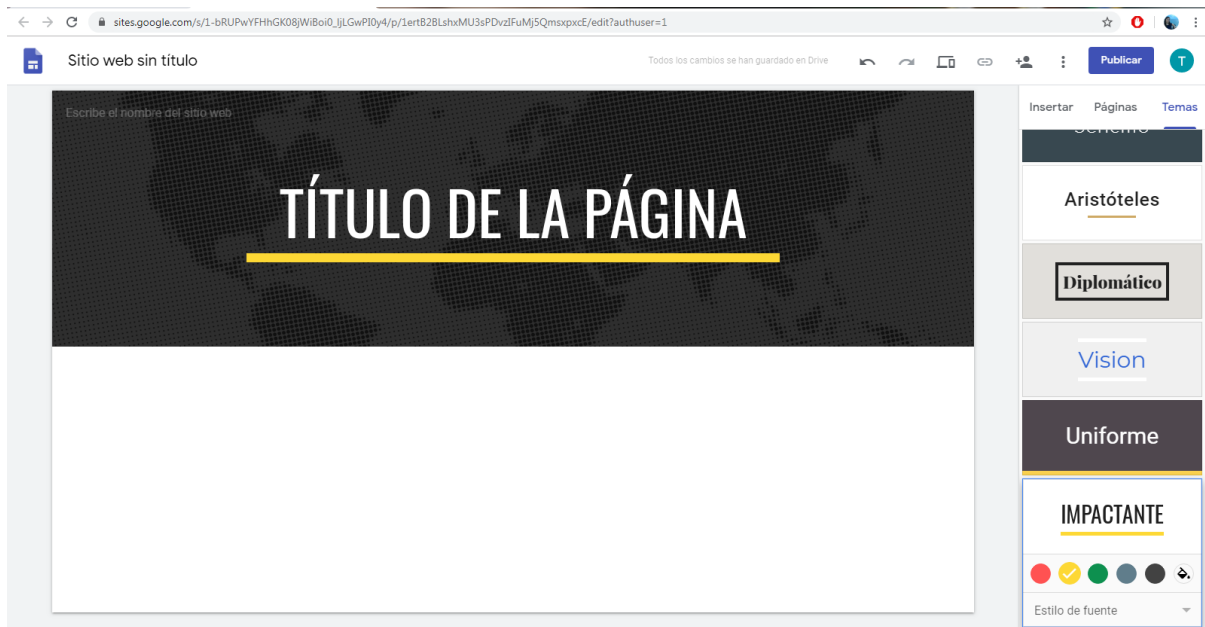 sites.google.com/s/1-bRUPwYFHhGK08jWiBoi0_IjLGwPI0y4/p/1ertB2BLshxMU3sPDvzIFuMj5Qmsxpxc​E/edit?authuser=1
Sitio web sin título
Todos los cambios se han guardado en Drive
Publicar
T
Escribe el nombre del sitio web
TÍTULO DE LA PÁGINA
Insertar
Páginas
Temas
Aristóteles
Diplomático
Vision
Uniforme
IMPACTANTE
Estilo de fuente